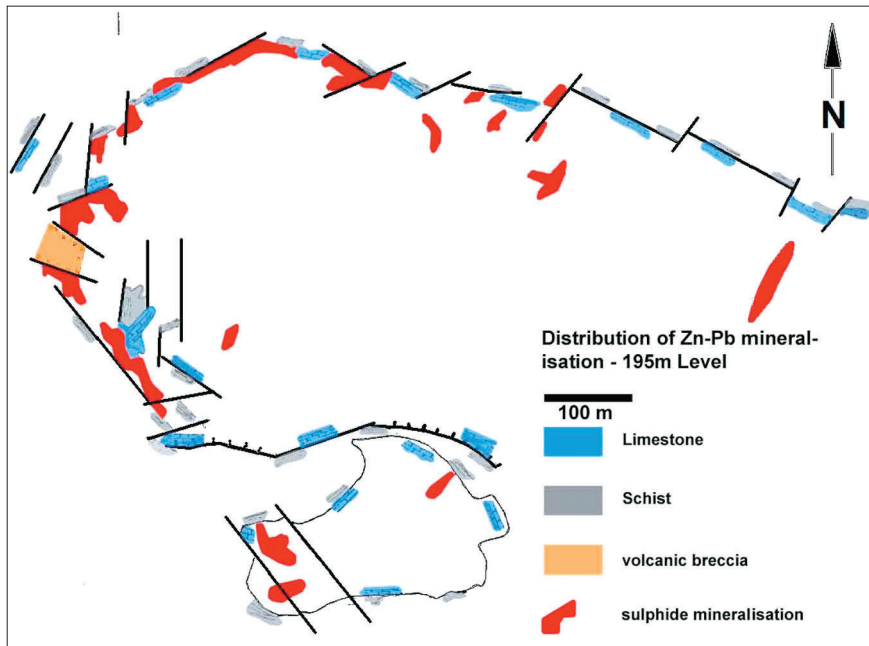 N
Distribution of Zn-Pb mineral-
isation - 195m Level
100 m
Limestone
Schist
volcanic breccia
sulphide mineralisation